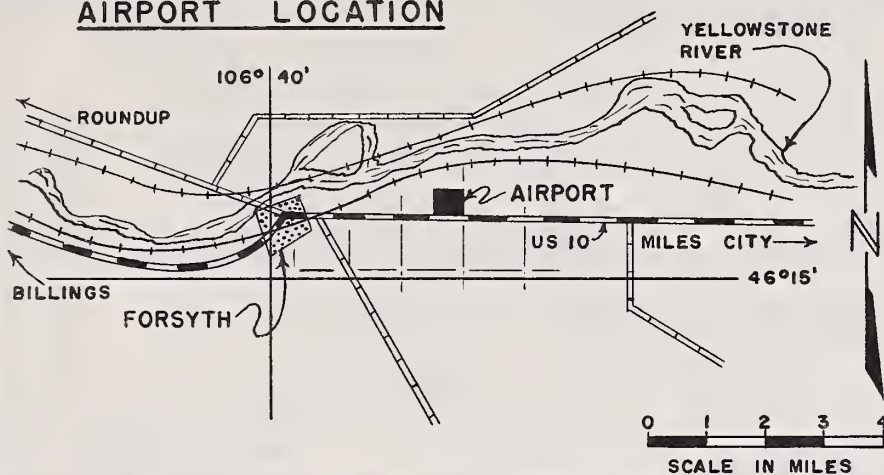 AIRPORT LOCATION
YELLOWSTONE
RIVER
106° 40'
ROUNDUP
AIRPORT
US 10
MILES CITY
N
46°15'
BILLINGS
FORSYTH
0 1 2 3 4
SCALE IN MILES